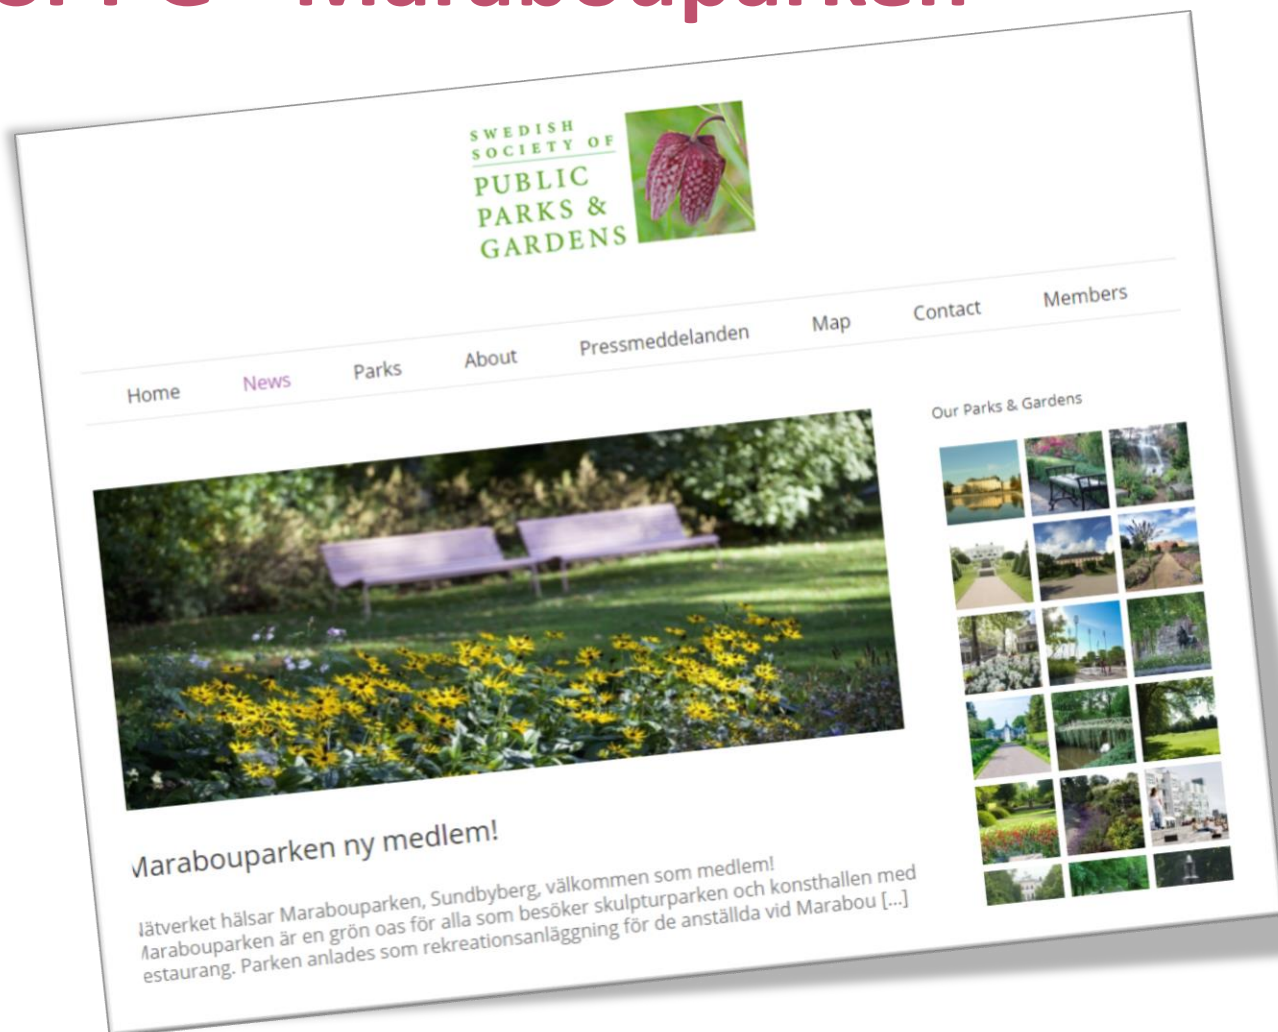 Marabouparken
SWEDISH
SOCIETY OF
PUBLIC
PARKS &
GARDENS
Home News Parks About Pressmeddelanden Map Contact Members
Our Parks & Gardens
Marabouparken ny medlem!
hälsar Marabouparken, Sundbyberg, välkommen som medlem!
Marabouparken är en grön oas för alla som besöker skulpturparken och konsthallen med
estaurang. Parken anlades som rekreationsanläggning för de anställda vid Marabou [...]